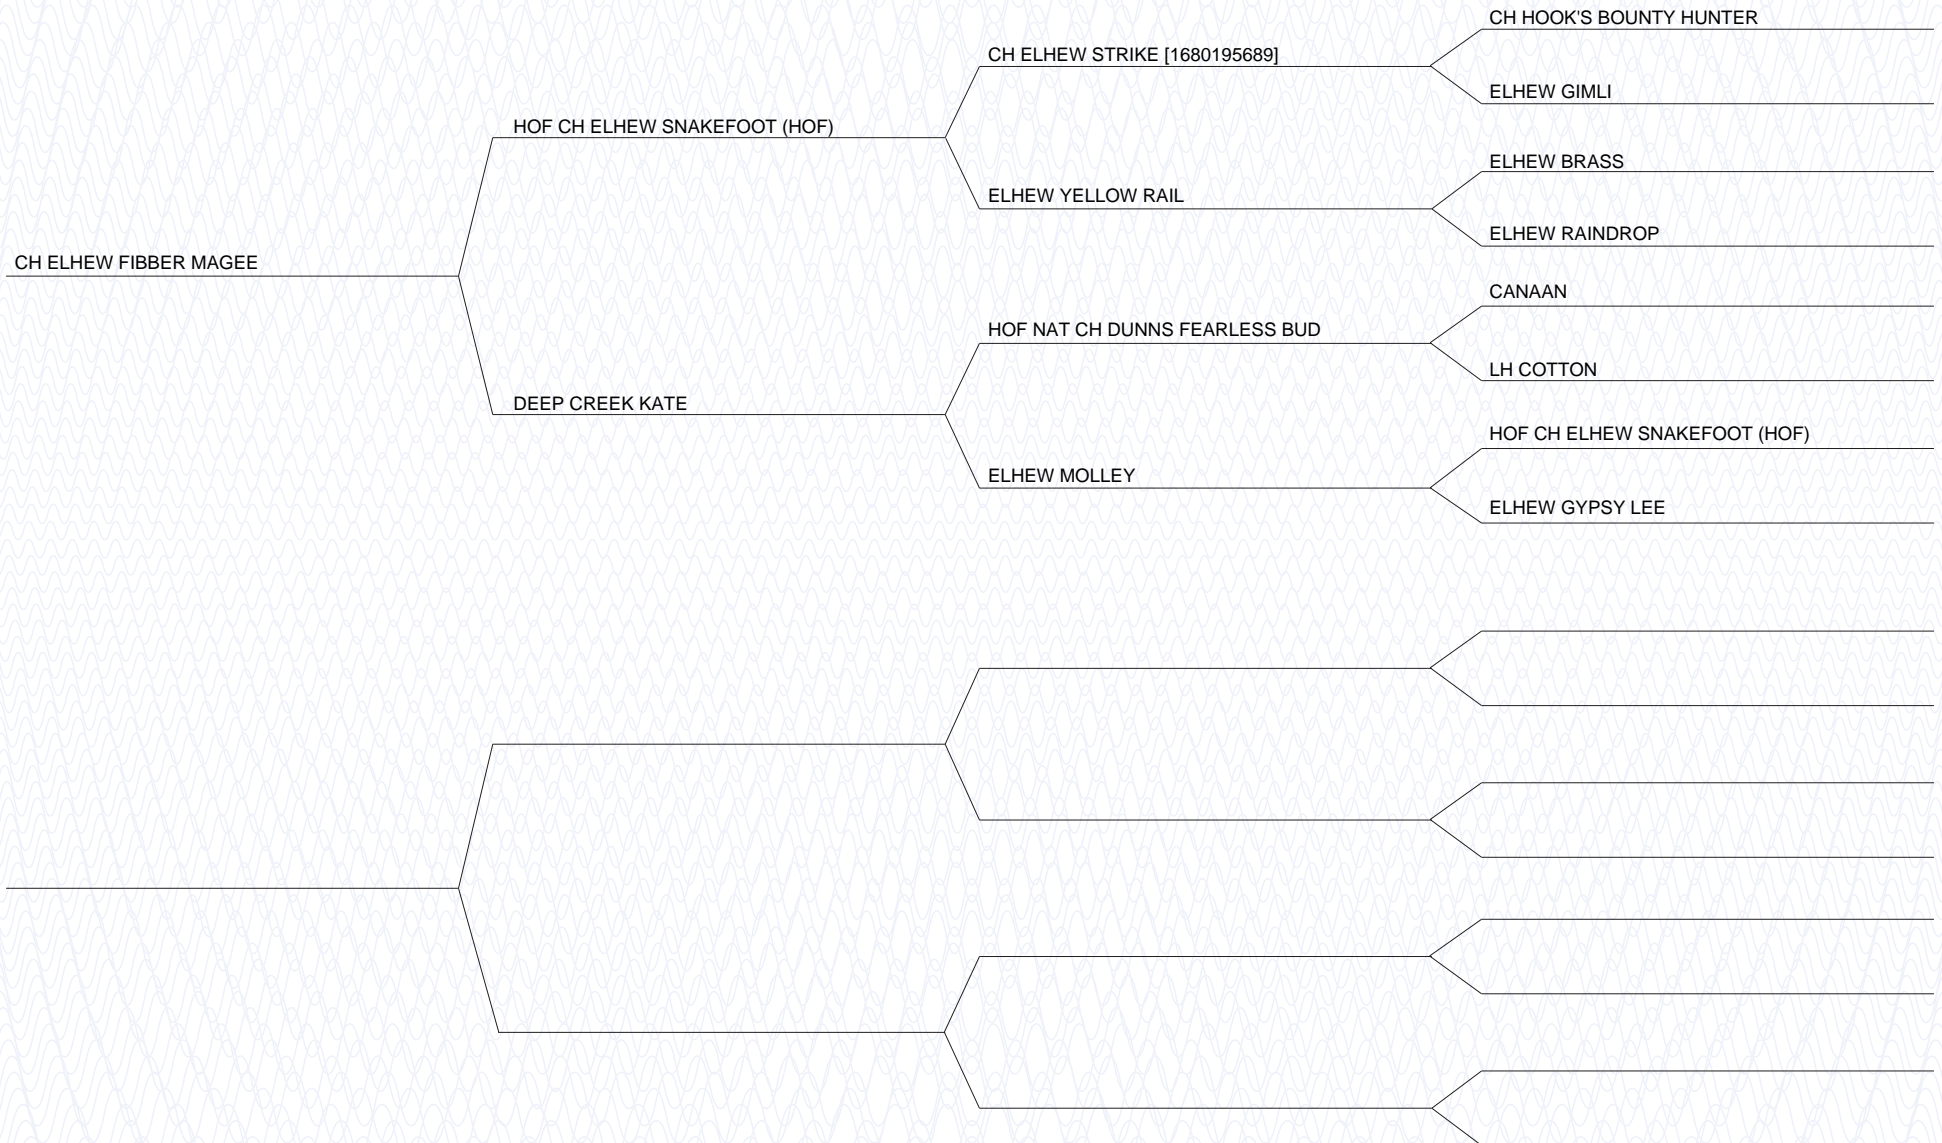 CH HOOK'S BOUNTY HUNTER
CH ELHEW STRIKE [1680195689]
ELHEW GIMLI
HOF CH ELHEW SNAKEFOOT (HOF)
ELHEW BRASS
ELHEW YELLOW RAIL
ELHEW RAINDROP
CH ELHEW FIBBER MAGEE
CANAAN
HOF NAT CH DUNNS FEARLESS BUD
LH COTTON
DEEP CREEK KATE
HOF CH ELHEW SNAKEFOOT (HOF)
ELHEW MOLLEY
ELHEW GYPSY LEE